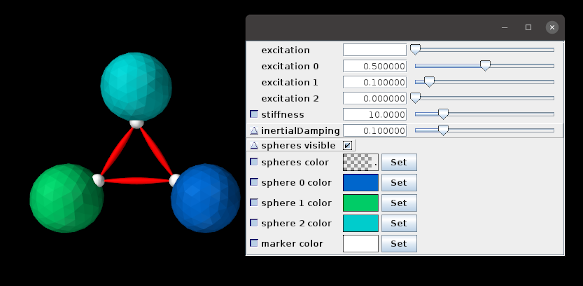 excitation
excitation 0 0.500000
excitation 1 0.100000
excitation 2 0.000000
stiffness 10.0000
inertialDamping 0.100000
spheres visible
spheres color Set
sphere 0 color Set
sphere 1 color Set
sphere 2 color Set
marker color Set